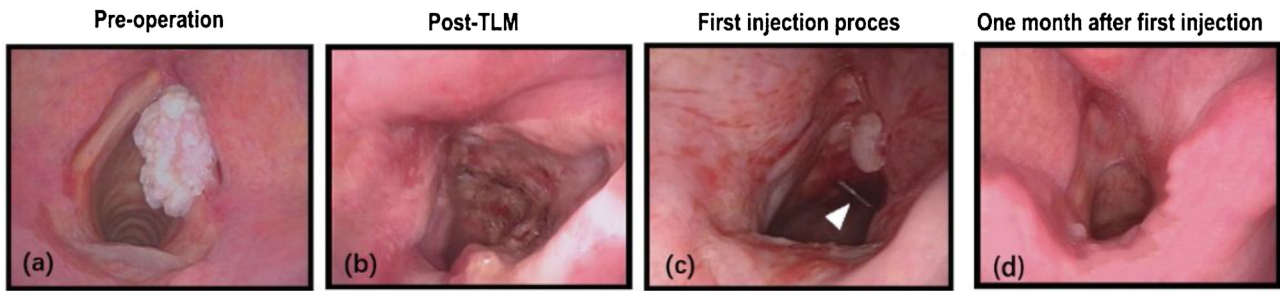 Pre-operation
Post-TLM
First injection proces
One month after first injection
(a)
(b)
(c)
(d)